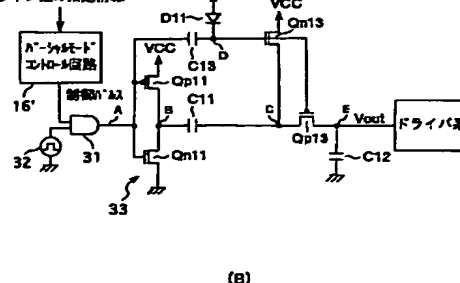 D11
VCC
Qn13
パーシャルモード
コントロール回路
C13
D
VCC
Qp11
16'
制御パルス
A
B
C11
C
E
Vout
ドライバ系
31
Qp13
32
Qn11
C12
33
(B)